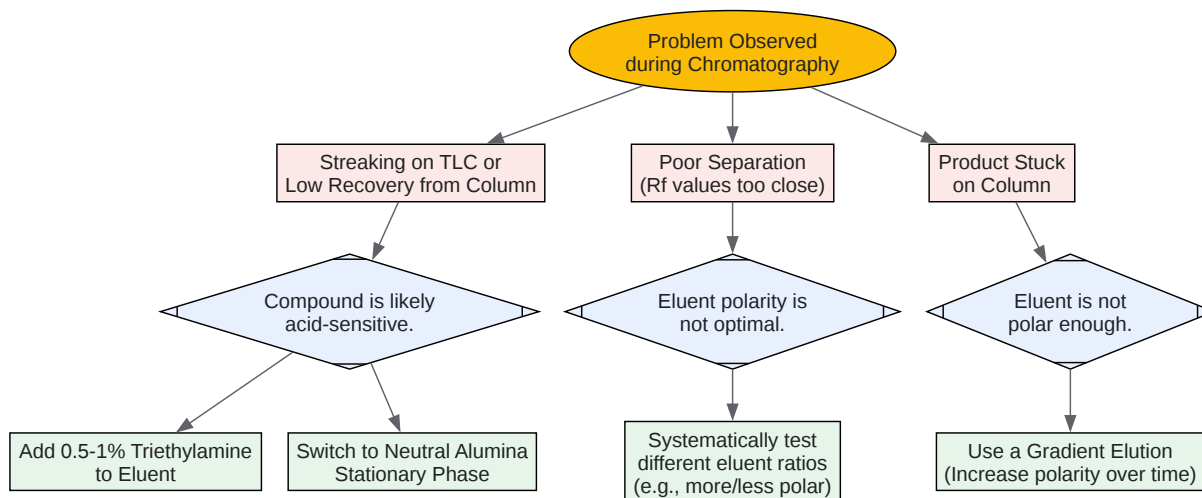 Problem Observed
during Chromatography
Streaking on TLC or
Low Recovery from Column
Poor Separation
(Rf values too close)
Product Stuck
on Column
Compound is likely
acid-sensitive.
Eluent polarity is
not optimal.
Eluent is not
polar enough.
Add 0.5-1% Triethylamine
to Eluent
Switch to Neutral Alumina
Stationary Phase
Systematically test
different eluent ratios
(e.g., more/less polar)
Use a Gradient Elution
(Increase polarity over time)